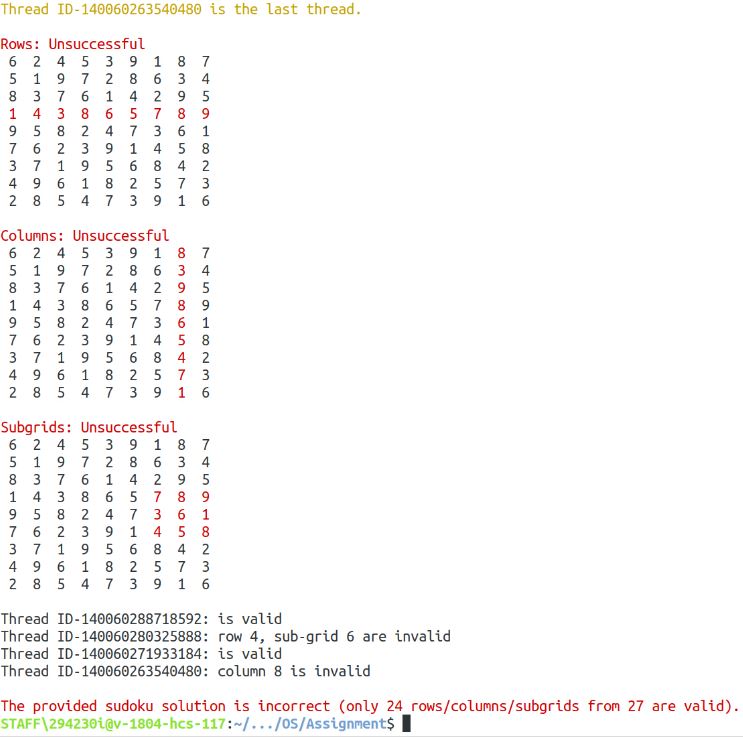 Thread ID-140060263540480 is the last thread.
Rows: Unsuccessful
6 2 4 5 3 9 1 8 7
5 1 9 7 2 8 6 3 4
8 3 7 6 1 4 2 9 5
1 4 3 8 6 5 7 8 9
9 5 8 2 4 7 3 6 1
7 6 2 3 9 1 4 5 8
3 7 1 9 5 6 8 4 2
4 9 6 1 8 2 5 7 3
2 8 5 4 7 3 9 1 6
Columns: Unsuccessful
6 2 4 5 3 9 1 8 7
5 1 9 7 2 8 6 3 4
8 3 7 6 1 4 2 9 5
1 4 3 8 6 5 7 8 9
9 5 8 2 4 7 3 6 1
7 6 2 3 9 1 4 5 8
3 7 1 9 5 6 8 4 2
4 9 6 1 8 2 5 7 3
2 8 5 4 7 3 9 1 6
Subgrids: Unsuccessful
6 2 4 5 3 9 1 8 7
5 1 9 7 2 8 6 3 4
8 3 7 6 1 4 2 9 5
1 4 3 8 6 5 7 8 9
9 5 8 2 4 7 3 6 1
7 6 2 3 9 1 4 5 8
3 7 1 9 5 6 8 4 2
4 9 6 1 8 2 5 7 3
2 8 5 4 7 3 9 1 6
Thread ID-140060288718592: is valid
Thread ID-140060280325888: row 4, sub-grid 6 are invalid
Thread ID-140060271933184: is valid
Thread ID-140060263540480: column 8 is invalid
The provided sudoku solution is incorrect (only 24 rows/columns/subgrids from 27 are valid).
STAFF\294230i@v-1804-hcs-117:~/.../OS/Assignment$